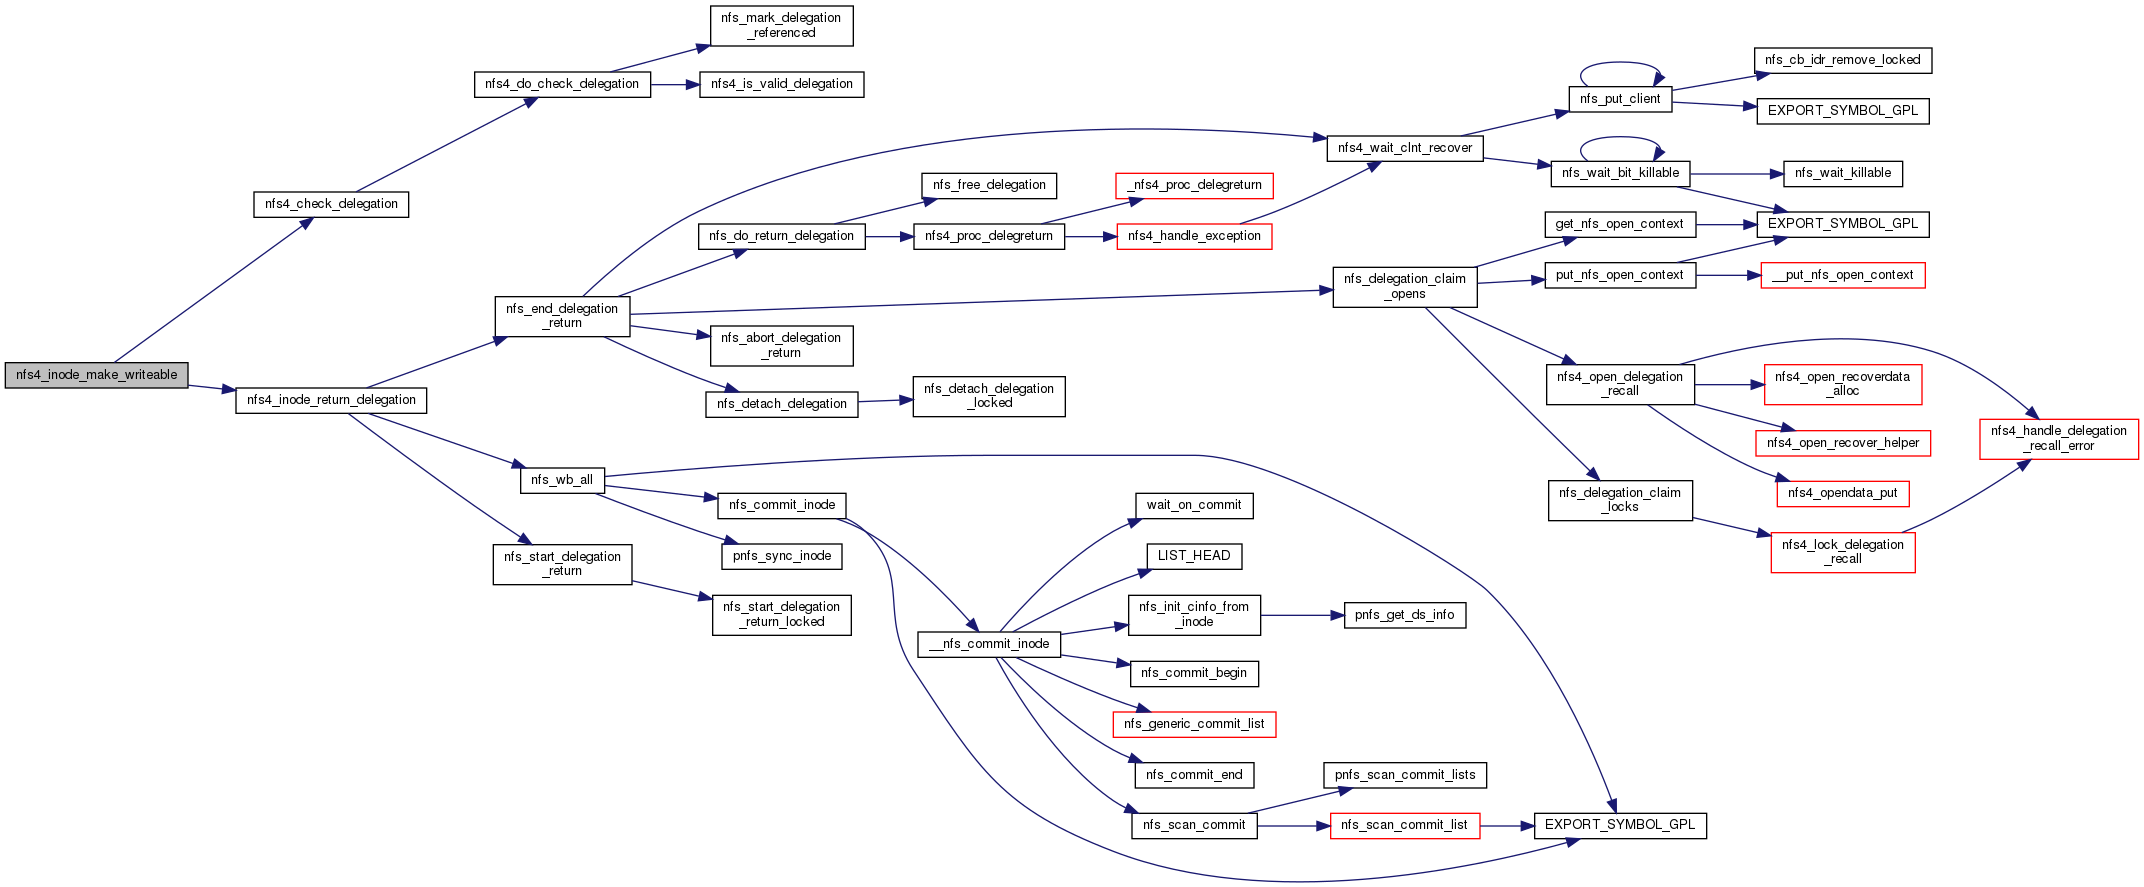 nfs4_inode_make_writeable
nfs4_check_delegation
nfs4_inode_return_delegation
nfs4_do_check_delegation
nfs_mark_delegation
_referenced
nfs4_is_valid_delegation
nfs_end_delegation
_return
nfs_wb_all
nfs_start_delegation
_return
nfs_do_return_delegation
nfs_abort_delegation
_return
nfs_detach_delegation
nfs_commit_inode
pnfs_sync_inode
nfs_start_delegation
_return_locked
nfs_free_delegation
nfs4_proc_delegreturn
nfs_detach_delegation
_locked
__nfs_commit_inode
_nfs4_proc_delegreturn
nfs4_handle_exception
wait_on_commit
LIST_HEAD
nfs_init_cinfo_from
_inode
nfs_commit_begin
nfs_generic_commit_list
nfs_commit_end
nfs_scan_commit
nfs4_wait_clnt_recover
nfs_delegation_claim
_opens
pnfs_get_ds_info
pnfs_scan_commit_lists
nfs_scan_commit_list
nfs_put_client
nfs_wait_bit_killable
get_nfs_open_context
put_nfs_open_context
nfs4_open_delegation
_recall
nfs_delegation_claim
_locks
EXPORT_SYMBOL_GPL
nfs_cb_idr_remove_locked
EXPORT_SYMBOL_GPL
nfs_wait_killable
EXPORT_SYMBOL_GPL
__put_nfs_open_context
nfs4_open_recoverdata
_alloc
nfs4_open_recover_helper
nfs4_opendata_put
nfs4_lock_delegation
_recall
nfs4_handle_delegation
_recall_error